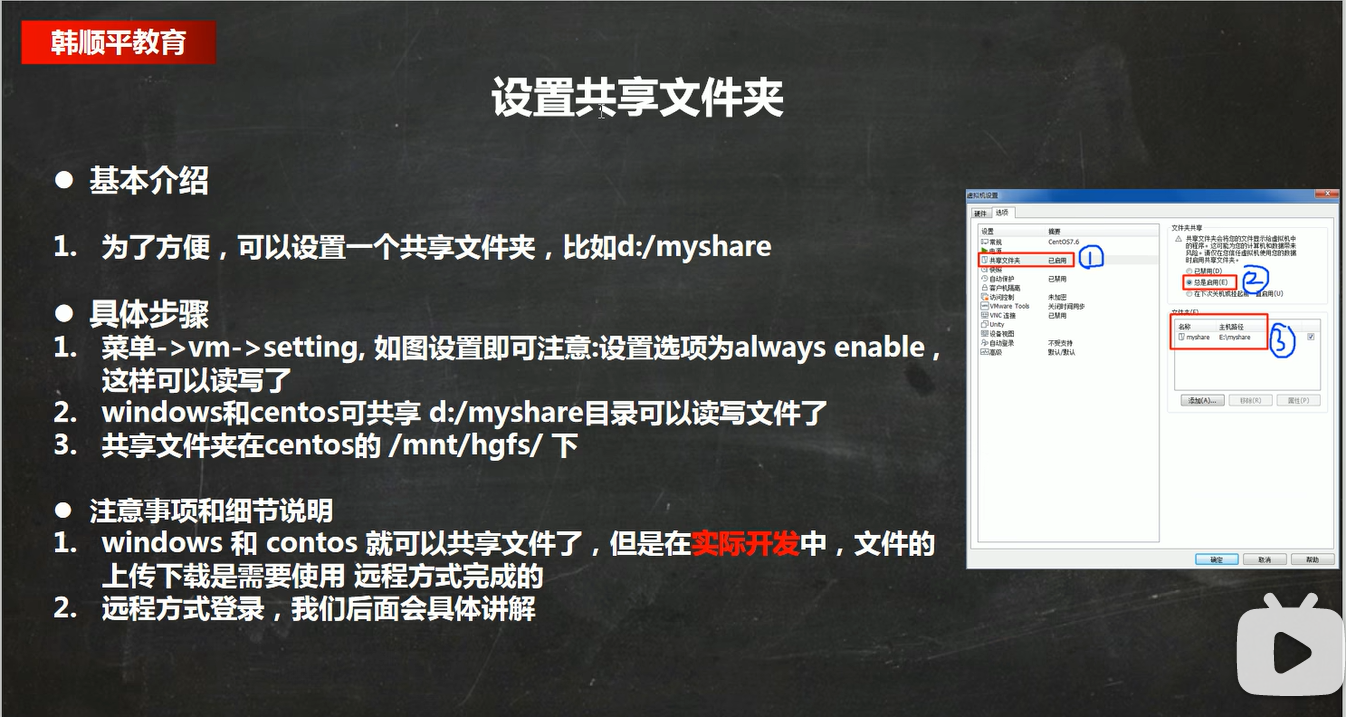 韩顺平教育
设置共享文件夹
● 基本介绍
1. 为了方便，可以设置一个共享文件夹，比如d:/myshare
● 具体步骤
1. 菜单->vm->setting, 如图设置即可注意:设置选项为always enable，
这样可以读写了
2. windows和centos可共享 d:/myshare目录可以读写文件了
3. 共享文件夹在centos的 /mnt/hgfs/ 下
● 注意事项和细节说明
1. windows 和 contos 就可以共享文件了，但是在实际开发中，文件的
上传下载是需要使用 远程方式完成的
2. 远程方式登录，我们后面会具体讲解
虚拟机设置
硬件 选项
设置 摘要
常规 CentOS7.6
电源
共享文件夹 已启用
①
快照
自动保护 已禁用
客户机隔离
访问控制 未加密
VMware Tools 关闭时间同步
VNC 连接 已禁用
Unity
设备视图
自动登录 不受支持
高级 默认/默认
文件夹共享
共享文件夹会将您的文件显示给虚拟机中
的程序。这可能为您的计算机和数据带来
风险。请仅在您信任虚拟机使用您的数据
时启用共享文件夹。
已禁用(D)
总是启用(E)
②
在下次关机或挂起前一直启用(U)
文件夹(F)
名称 主机路径
myshare E:\myshare
③
添加(A)... 移除(R) 属性(P)
确定 取消 帮助